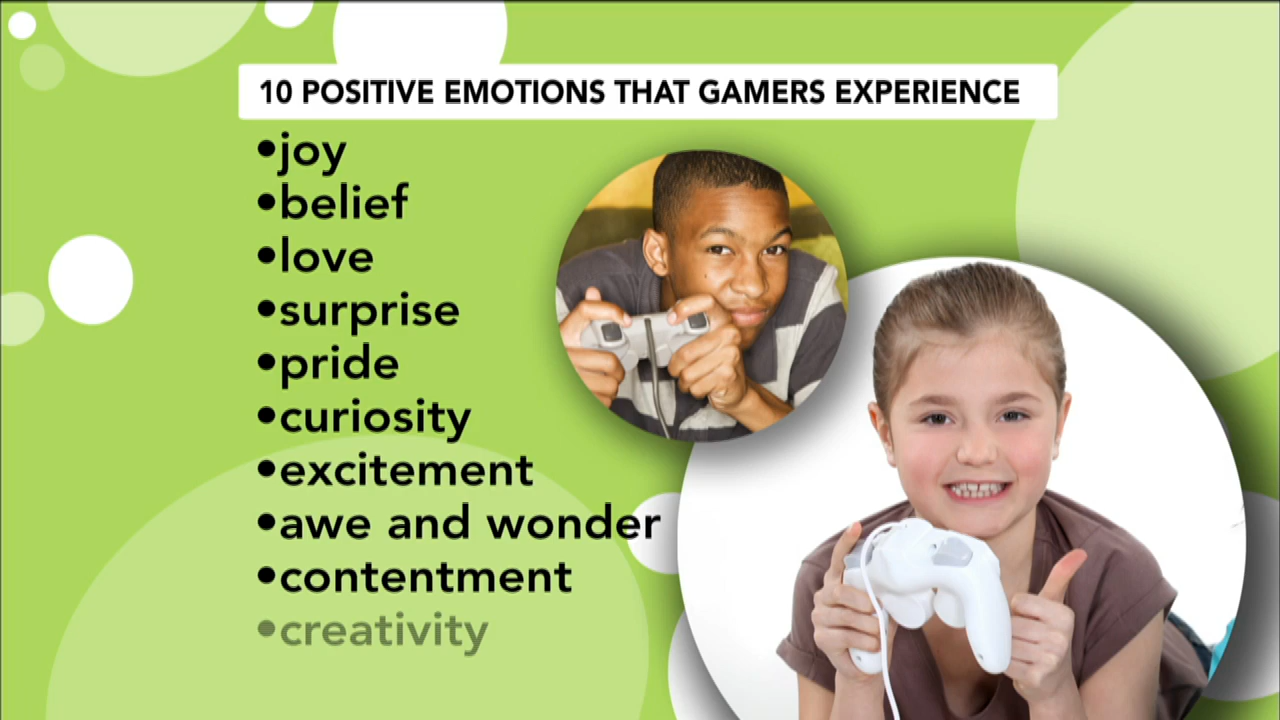 10 POSITIVE EMOTIONS THAT GAMERS EXPERIENCE
•joy
•belief
•love
•surprise
•pride
•curiosity
•excitement
•awe and wonder
•contentment
•creativity